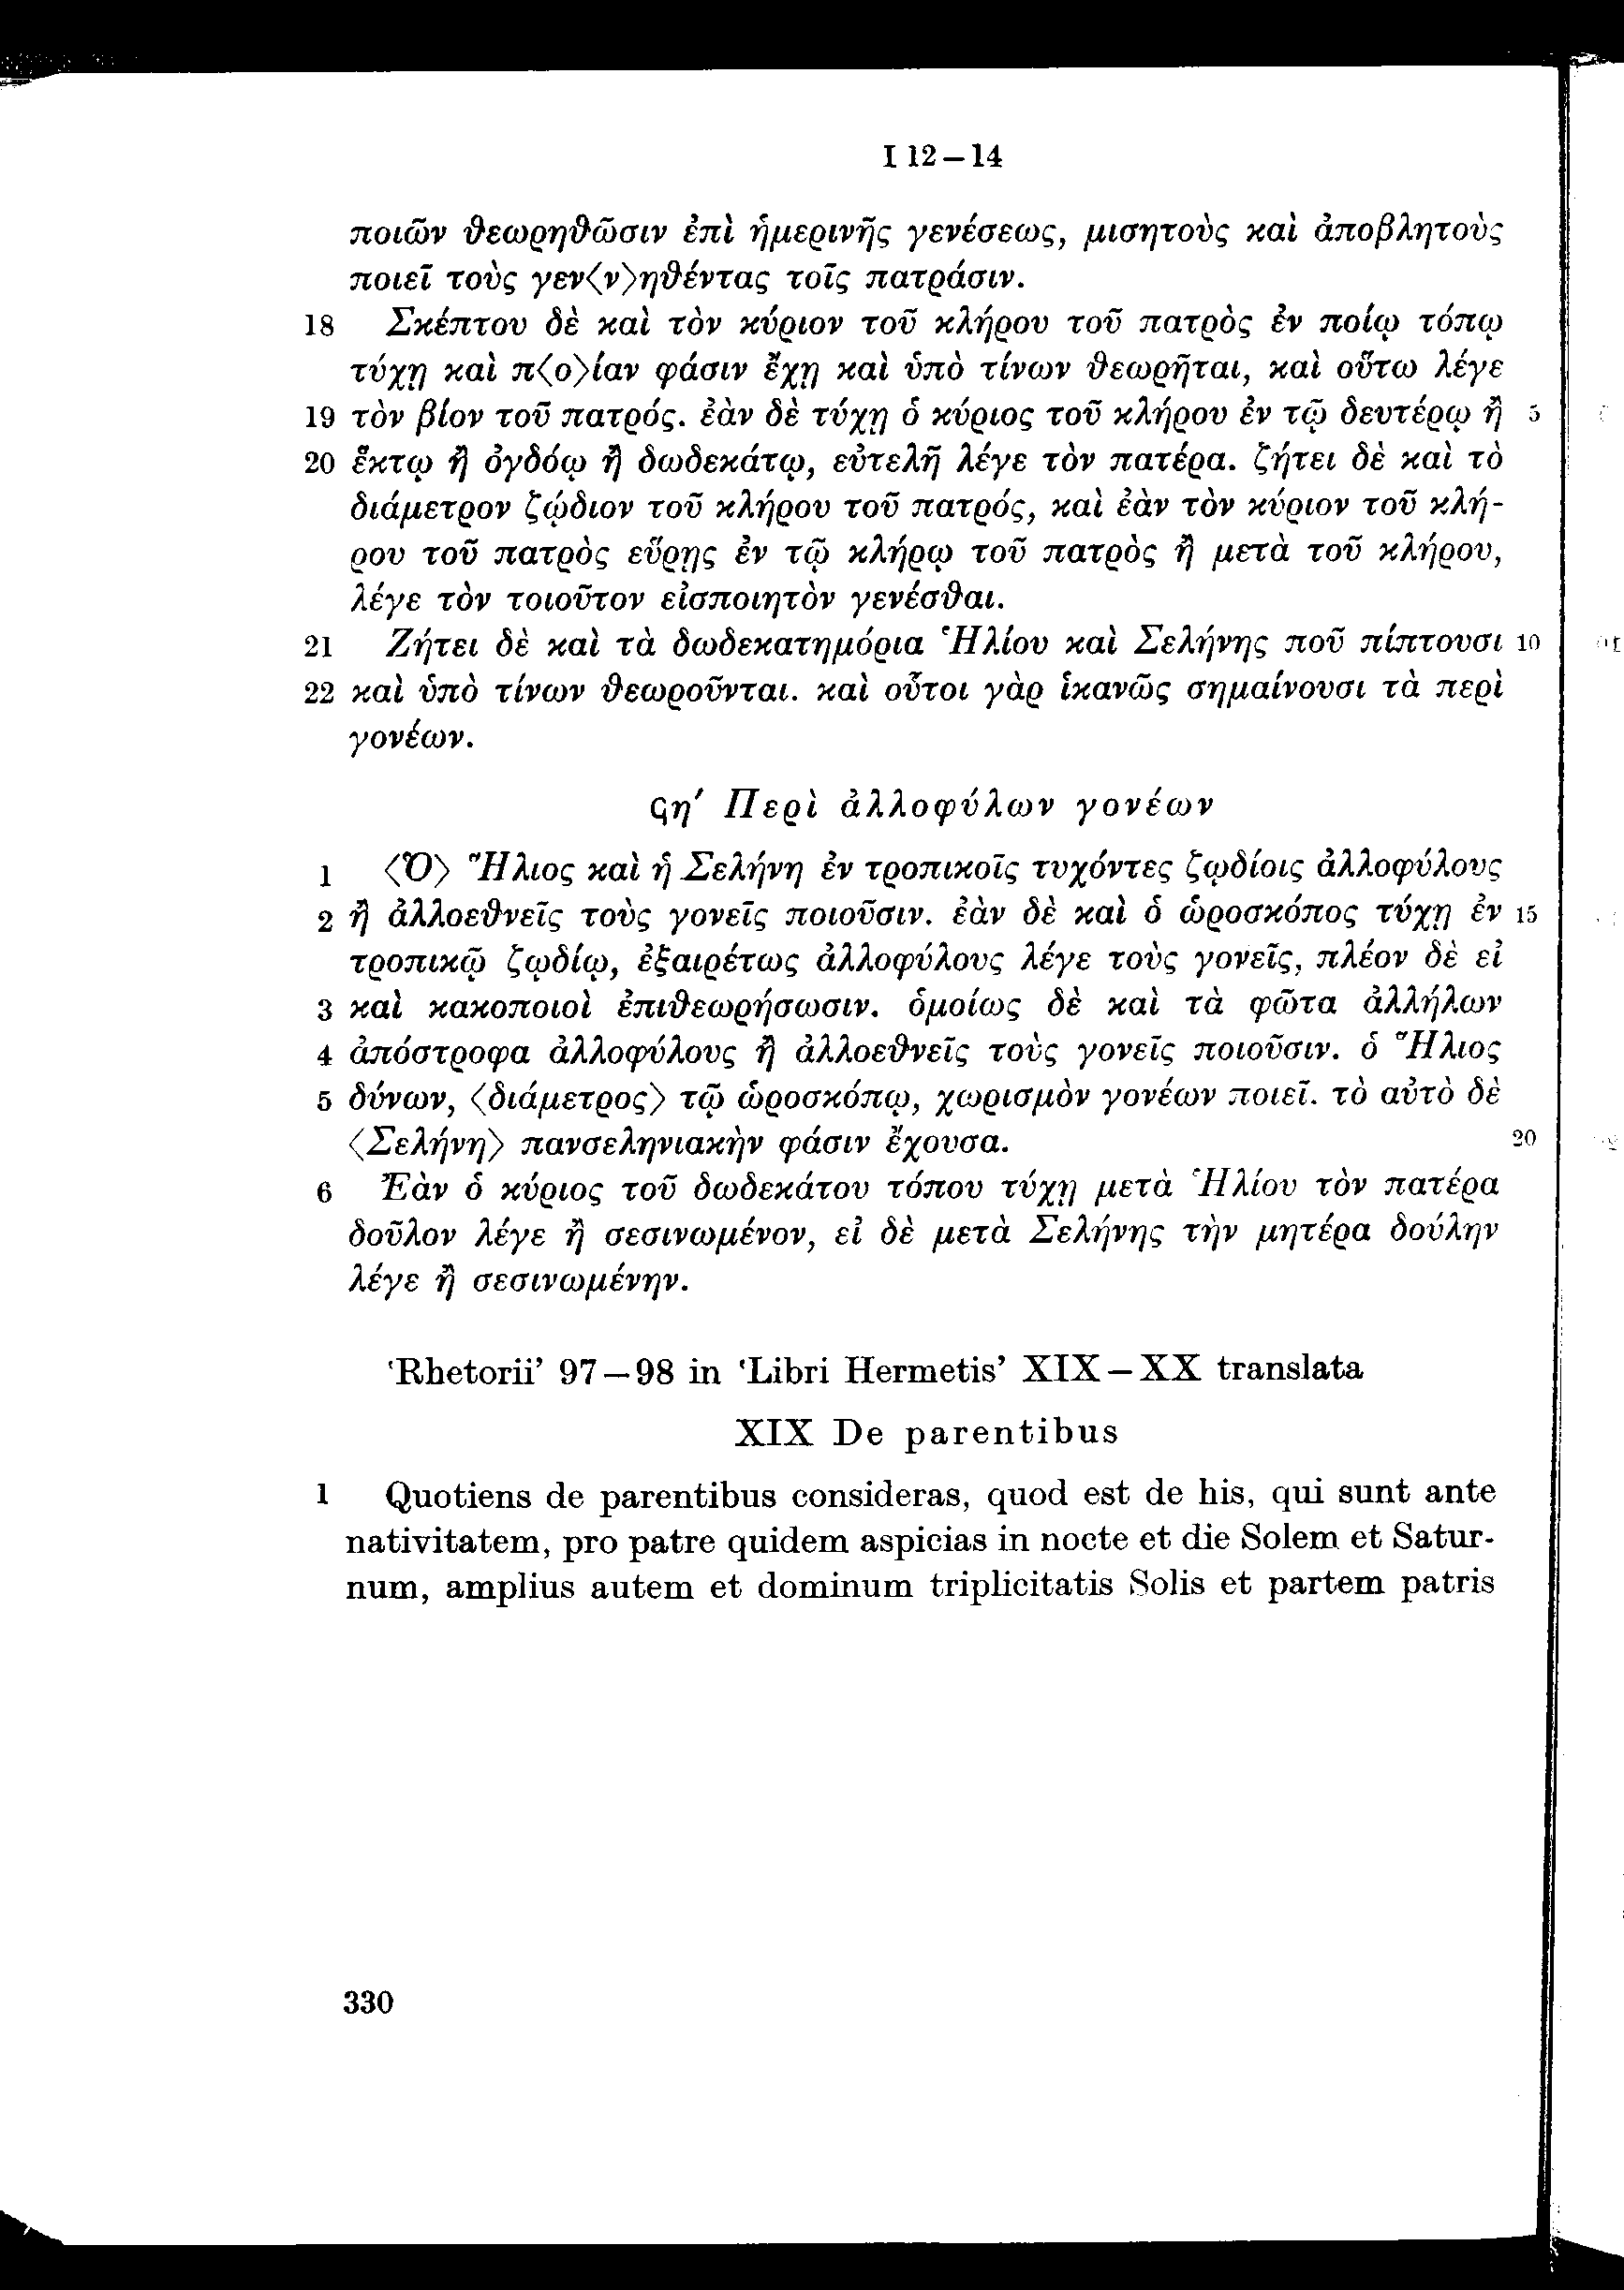 I 12–14
ποιῶν θεωρηθῶσιν ἐπὶ ἡμερινῆς γενέσεως, μισητοὺς καὶ ἀποβλητοὺς
ποιεῖ τοὺς γεν⟨ν⟩ηθέντας τοῖς πατράσιν.
18 Σκέπτου δὲ καὶ τὸν κύριον τοῦ κλήρου τοῦ πατρὸς ἐν ποίῳ τόπῳ
τύχῃ καὶ π⟨ο⟩ίαν φάσιν ἔχῃ καὶ ὑπὸ τίνων θεωρῆται, καὶ οὕτω λέγε
19 τὸν βίον τοῦ πατρός. ἐὰν δὲ τύχῃ ὁ κύριος τοῦ κλήρου ἐν τῷ δευτέρῳ ἢ 5
20 ἕκτῳ ἢ ὀγδόῳ ἢ δωδεκάτῳ, εὐτελῆ λέγε τὸν πατέρα. ζήτει δὲ καὶ τὸ
διάμετρον ζῴδιον τοῦ κλήρου τοῦ πατρός, καὶ ἐὰν τὸν κύριον τοῦ κλή-
ρου τοῦ πατρὸς εὕρῃς ἐν τῷ κλήρῳ τοῦ πατρὸς ἢ μετὰ τοῦ κλήρου,
λέγε τὸν τοιοῦτον εἰσποιητὸν γενέσθαι.
21 Ζήτει δὲ καὶ τὰ δωδεκατημόρια Ἡλίου καὶ Σελήνης ποῦ πίπτουσι 10
22 καὶ ὑπὸ τίνων θεωροῦνται. καὶ οὗτοι γὰρ ἱκανῶς σημαίνουσι τὰ περὶ
γονέων.
ϟη′ Περὶ ἀλλοφύλων γονέων
1 ⟨Ὁ⟩ Ἥλιος καὶ ἡ Σελήνη ἐν τροπικοῖς τυχόντες ζῳδίοις ἀλλοφύλους
2 ἢ ἀλλοεθνεῖς τοὺς γονεῖς ποιοῦσιν. ἐὰν δὲ καὶ ὁ ὡροσκόπος τύχῃ ἐν 15
τροπικῷ ζῳδίῳ, ἐξαιρέτως ἀλλοφύλους λέγε τοὺς γονεῖς, πλέον δὲ εἰ
3 καὶ κακοποιοὶ ἐπιθεωρήσωσιν. ὁμοίως δὲ καὶ τὰ φῶτα ἀλλήλων
4 ἀπόστροφα ἀλλοφύλους ἢ ἀλλοεθνεῖς τοὺς γονεῖς ποιοῦσιν. ὁ Ἥλιος
5 δύνων, ⟨διάμετρος⟩ τῷ ὡροσκόπῳ, χωρισμὸν γονέων ποιεῖ. τὸ αὐτὸ δὲ
⟨Σελήνη⟩ πανσεληνιακὴν φάσιν ἔχουσα. 20
6 Ἐὰν ὁ κύριος τοῦ δωδεκάτου τόπου τύχῃ μετὰ Ἡλίου τὸν πατέρα
δοῦλον λέγε ἢ σεσινωμένον, εἰ δὲ μετὰ Σελήνης τὴν μητέρα δούλην
λέγε ἢ σεσινωμένην.
‘Rhetorii’ 97–98 in ‘Libri Hermetis’ XIX–XX translata
XIX De parentibus
1 Quotiens de parentibus consideras, quod est de his, qui sunt ante
nativitatem, pro patre quidem aspicias in nocte et die Solem et Satur-
num, amplius autem et dominum triplicitatis Solis et partem patris
330